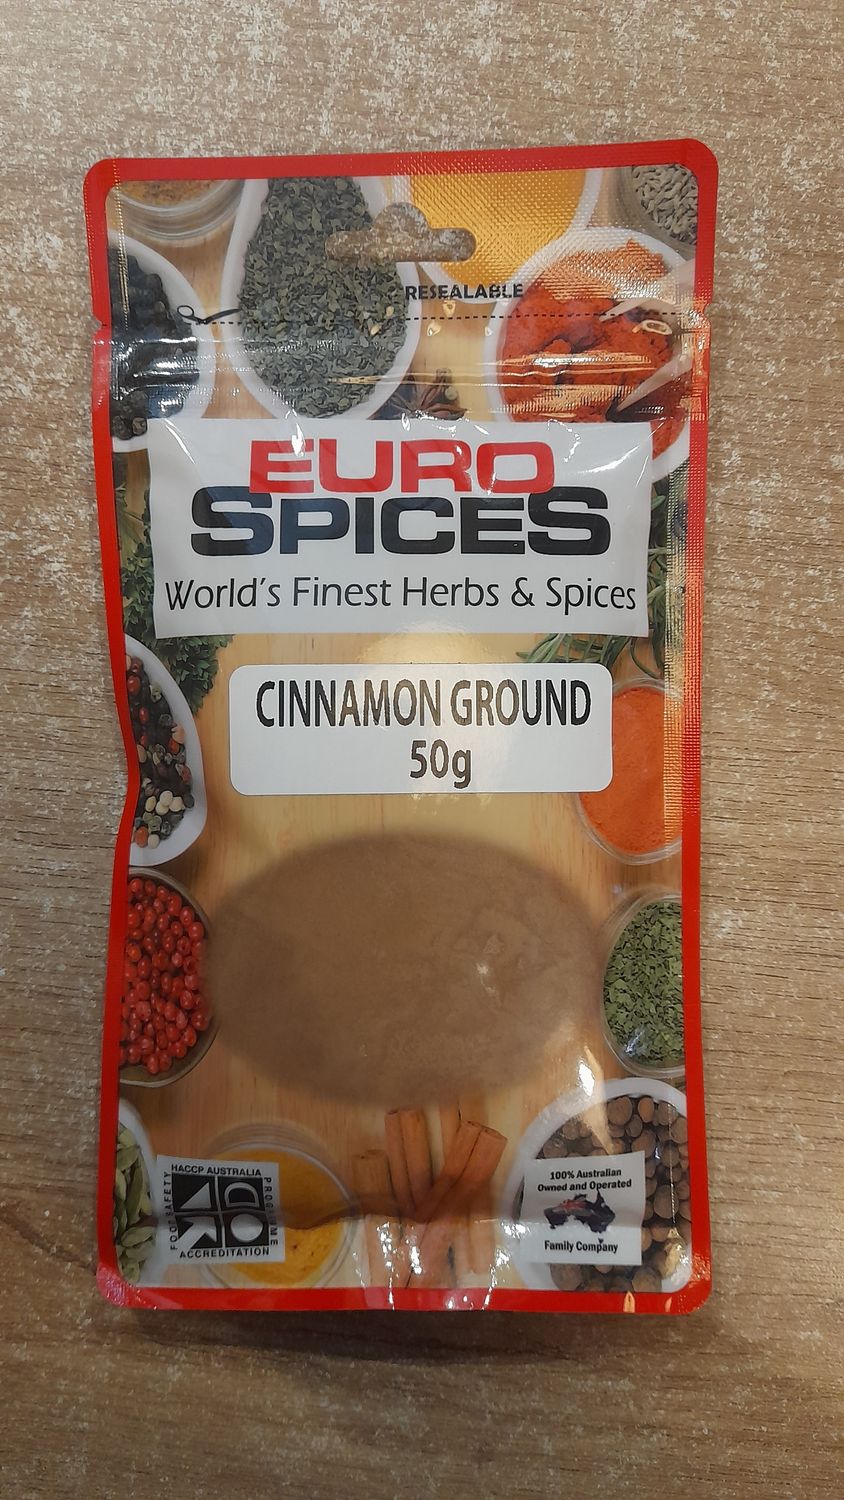 RESEALABLE
EURO
SPICES
World's Finest Herbs & Spices
CINNAMON GROUND
50g
HACCP AUSTRALIA
FOOD SAFETY
PROGRAMME
ACCREDITATION
100% Australian
Owned and Operated
Family Company